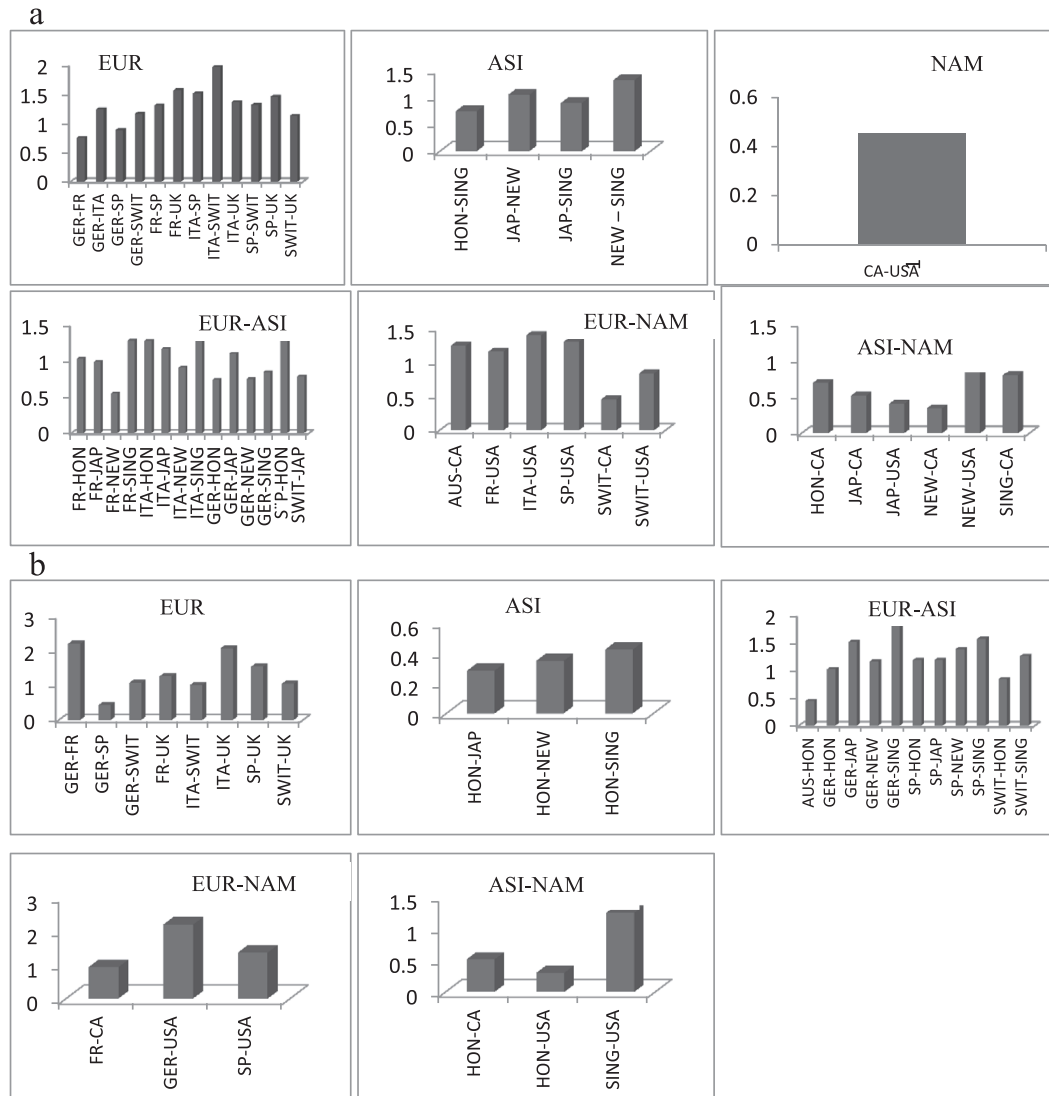 a
EUR
2
1.5
1
0.5
0
GER-FR
GER-ITA
GER-SP
GER-SWIT
FR-SP
FR-UK
ITA-SP
ITA-SWIT
ITA-UK
SP-SWIT
SP-UK
SWIT-UK
ASI
1.5
1
0.5
0
HON-SING
JAP-NEW
JAP-SING
NEW – SING
NAM
0.6
0.4
0.2
0
CA-USA
1
EUR-ASI
1.5
1
0.5
0
FR-HON
FR-JAP
FR-NEW
FR-SING
ITA-HON
ITA-JAP
ITA-NEW
ITA-SING
GER-HON
GER-JAP
GER-NEW
GER-SING
SP-HON
SWIT-JAP
EUR-NAM
1.5
1
0.5
0
AUS-CA
FR-USA
ITA-USA
SP-USA
SWIT-CA
SWIT-USA
ASI-NAM
1.5
1
0.5
0
HON-CA
JAP-CA
JAP-USA
NEW-CA
NEW-USA
SING-CA
b
EUR
3
2
1
0
GER-FR
GER-SP
GER-SWIT
FR-UK
ITA-SWIT
ITA-UK
SP-UK
SWIT-UK
ASI
0.6
0.4
0.2
0
HON-JAP
HON-NEW
HON-SING
EUR-ASI
2
1.5
1
0.5
0
AUS-HON
GER-HON
GER-JAP
GER-NEW
GER-SING
SP-HON
SP-JAP
SP-NEW
SP-SING
SWIT-HON
SWIT-SING
EUR-NAM
3
2
1
0
FR-CA
GER-USA
SP-USA
ASI-NAM
1.5
1
0.5
0
HON-CA
HON-USA
SING-USA